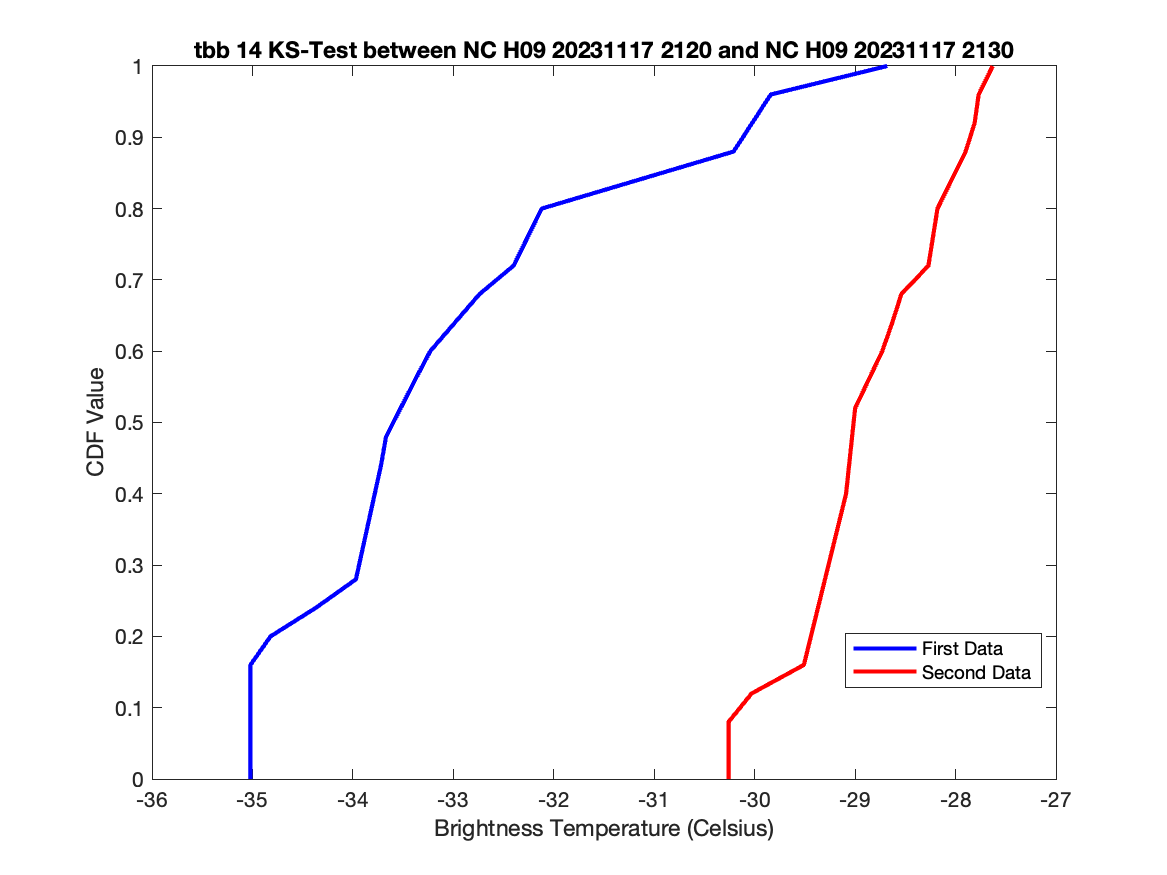 tbb 14 KS-Test between NC H09 20231117 2120 and NC H09 20231117 2130
1
0.9
0.8
0.7
0.6
0.5
0.4
0.3
0.2
0.1
0
CDF Value
First Data
Second Data
-36 -35 -34 -33 -32 -31 -30 -29 -28 -27
Brightness Temperature (Celsius)